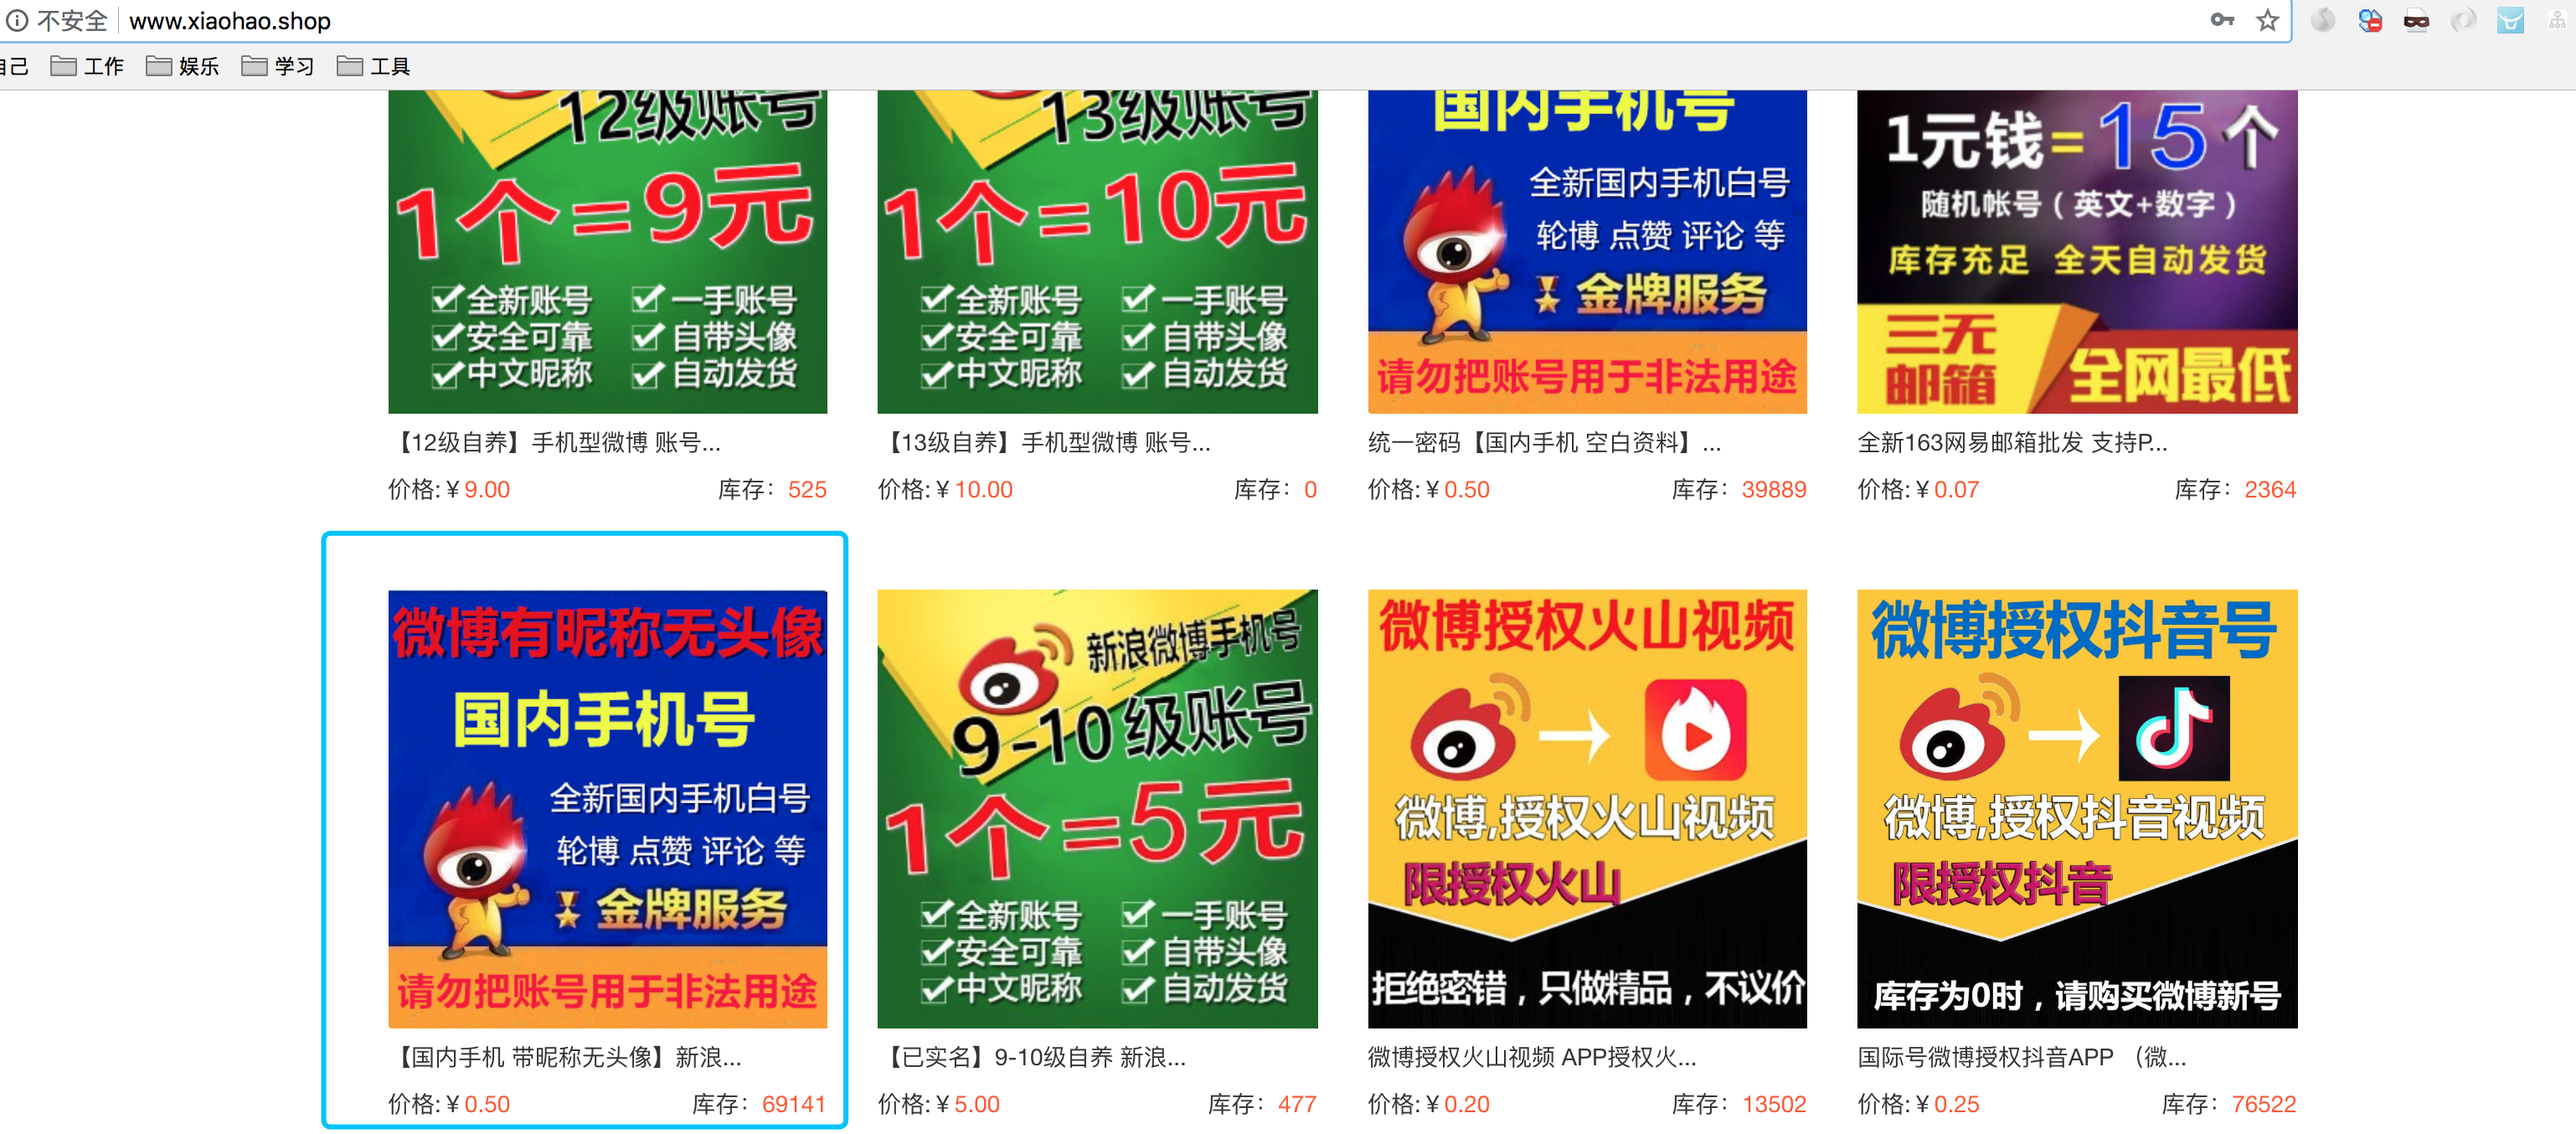 不安全 www.xiaohao.shop
自己 工作 娱乐 学习 工具
12级账号
1个=9元
全新账号 一手账号
安全可靠 自带头像
中文昵称 自动发货
【12级自养】手机型微博 账号...
价格:¥9.00 库存：525
13级账号
1个=10元
全新账号 一手账号
安全可靠 自带头像
中文昵称 自动发货
【13级自养】手机型微博 账号...
价格:¥10.00 库存：0
国内手机号
全新国内手机白号
轮博 点赞 评论 等
金牌服务
请勿把账号用于非法用途
统一密码【国内手机 空白资料】...
价格:¥0.50 库存：39889
1元钱=15个
随机帐号（英文+数字）
库存充足 全天自动发货
三无
邮箱
全网最低
全新163网易邮箱批发 支持P...
价格:¥0.07 库存：2364
微博有昵称无头像
国内手机号
全新国内手机白号
轮博 点赞 评论 等
金牌服务
请勿把账号用于非法用途
【国内手机 带昵称无头像】新浪...
价格:¥0.50 库存：69141
新浪微博手机号
9-10级账号
1个=5元
全新账号 一手账号
安全可靠 自带头像
中文昵称 自动发货
【已实名】9-10级自养 新浪...
价格:¥5.00 库存：477
微博授权火山视频
微博,授权火山视频
限授权火山
拒绝密错，只做精品，不议价
微博授权火山视频 APP授权火...
价格:¥0.20 库存：13502
微博授权抖音号
微博,授权抖音视频
限授权抖音
库存为0时，请购买微博新号
国际号微博授权抖音APP （微...
价格:¥0.25 库存：76522